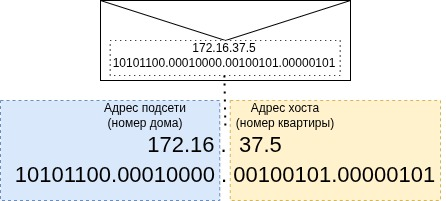 172.16.37.5
10101100.00010000.00100101.00000101
Адрес подсети
(номер дома)
Адрес хоста
(номер квартиры)
172.16 . 37.5
10101100.00010000 . 00100101.00000101